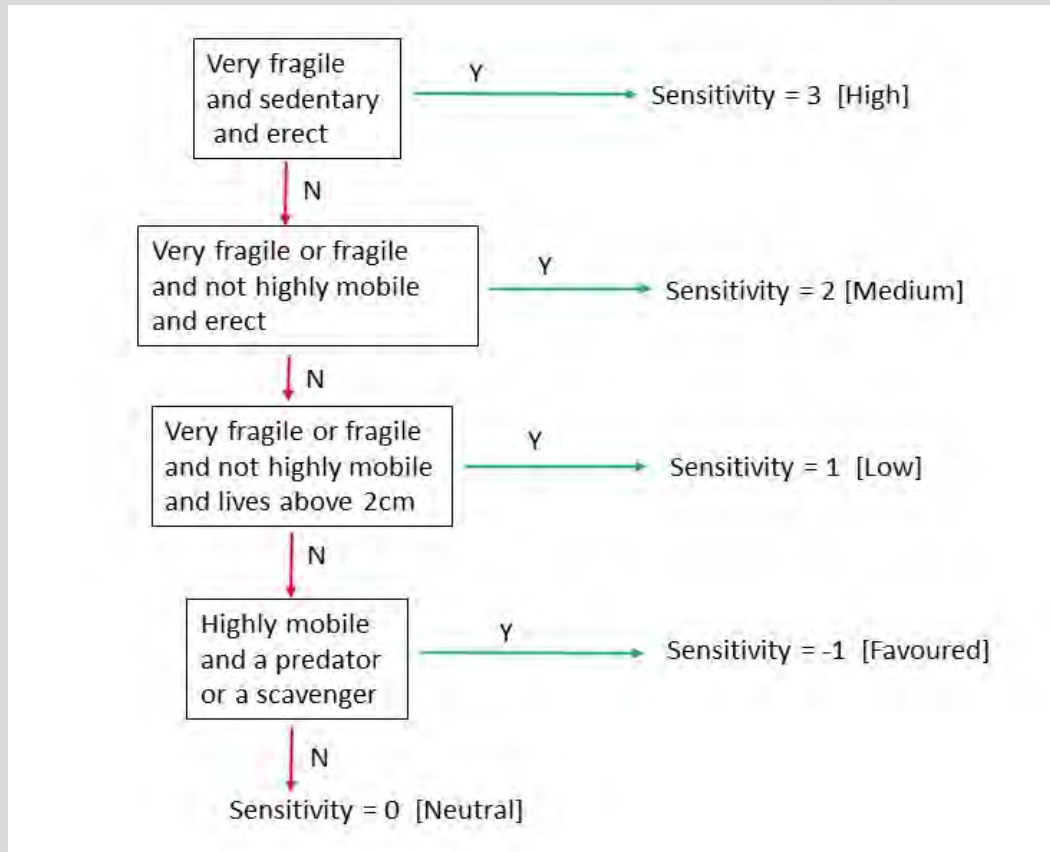 Very fragile
and sedentary
and erect
Y
Sensitivity = 3 [High]
N
Very fragile or fragile
and not highly mobile
and erect
Y
Sensitivity = 2 [Medium]
N
Very fragile or fragile
and not highly mobile
and lives above 2cm
Y
Sensitivity = 1 [Low]
N
Highly mobile
and a predator
or a scavenger
Y
Sensitivity = -1 [Favoured]
N
Sensitivity = 0 [Neutral]